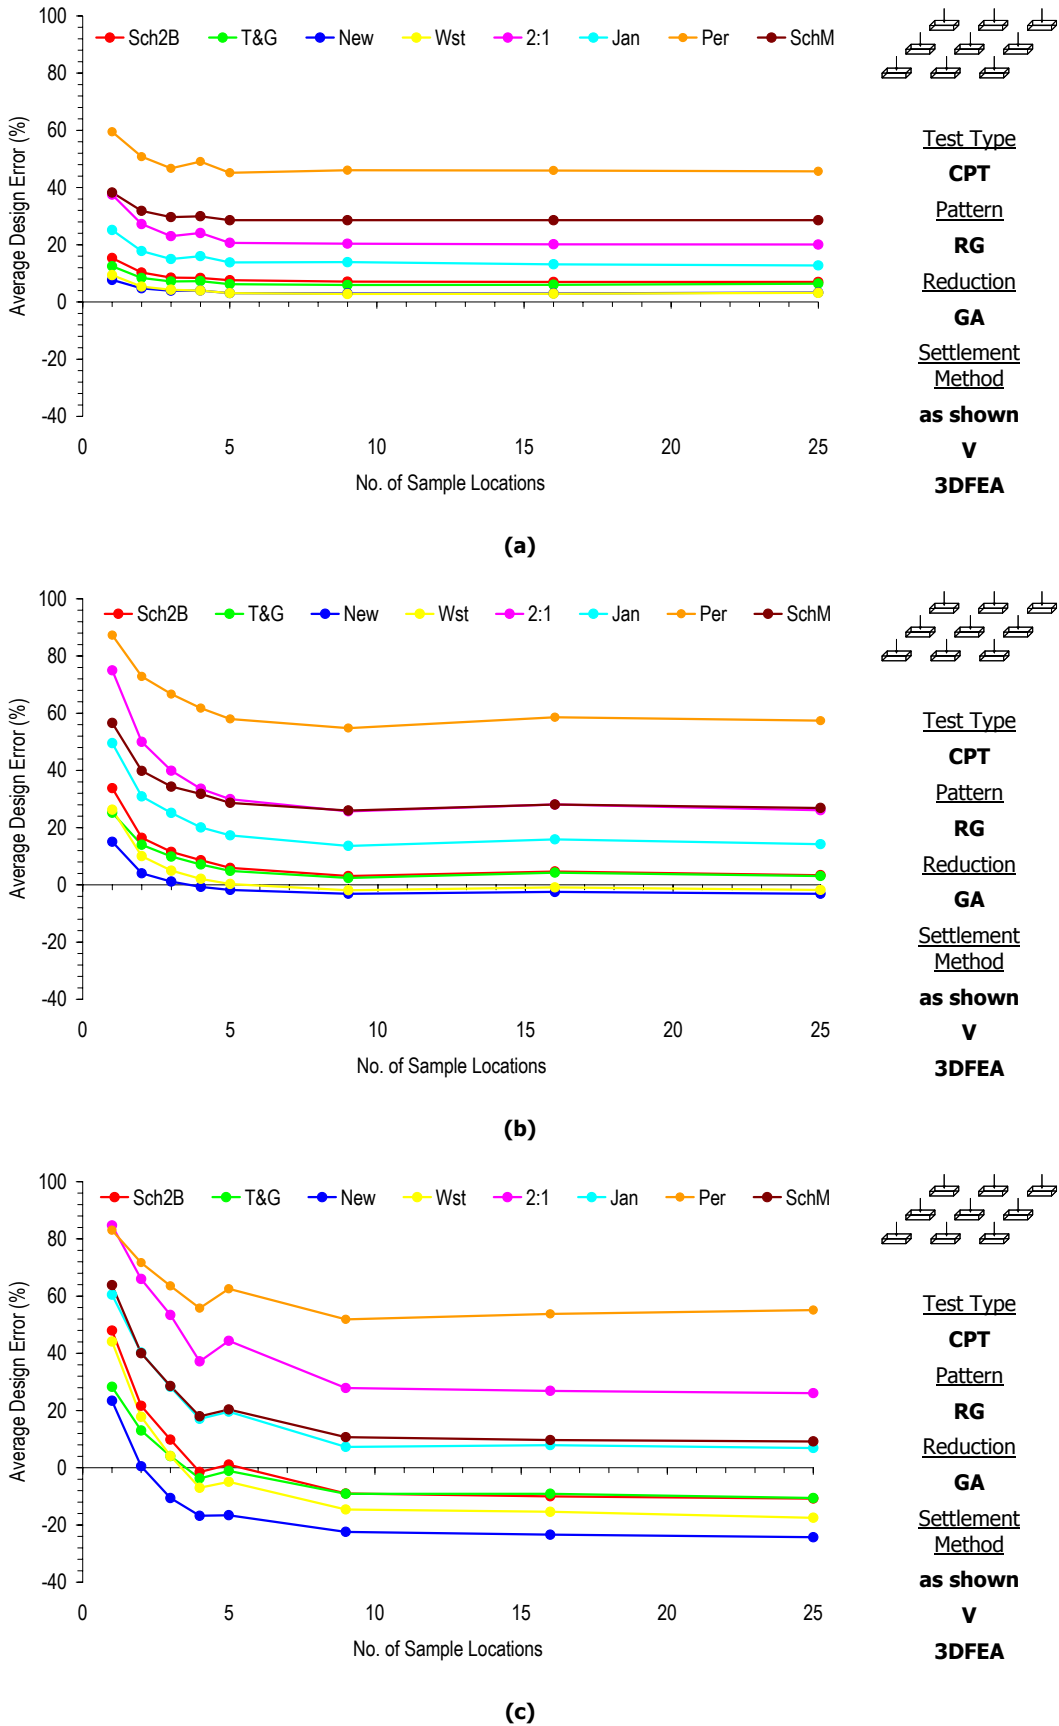 100
Sch2B T&G New Wst 2:1 Jan Per SchM
80
60
40
20
0
-20
-40
Average Design Error (%)
0 5 10 15 20 25
No. of Sample Locations
Test Type
CPT
Pattern
RG
Reduction
GA
Settlement
Method
as shown
V
3DFEA
(a)
100
Sch2B T&G New Wst 2:1 Jan Per SchM
80
60
40
20
0
-20
-40
Average Design Error (%)
0 5 10 15 20 25
No. of Sample Locations
Test Type
CPT
Pattern
RG
Reduction
GA
Settlement
Method
as shown
V
3DFEA
(b)
100
Sch2B T&G New Wst 2:1 Jan Per SchM
80
60
40
20
0
-20
-40
Average Design Error (%)
0 5 10 15 20 25
No. of Sample Locations
Test Type
CPT
Pattern
RG
Reduction
GA
Settlement
Method
as shown
V
3DFEA
(c)